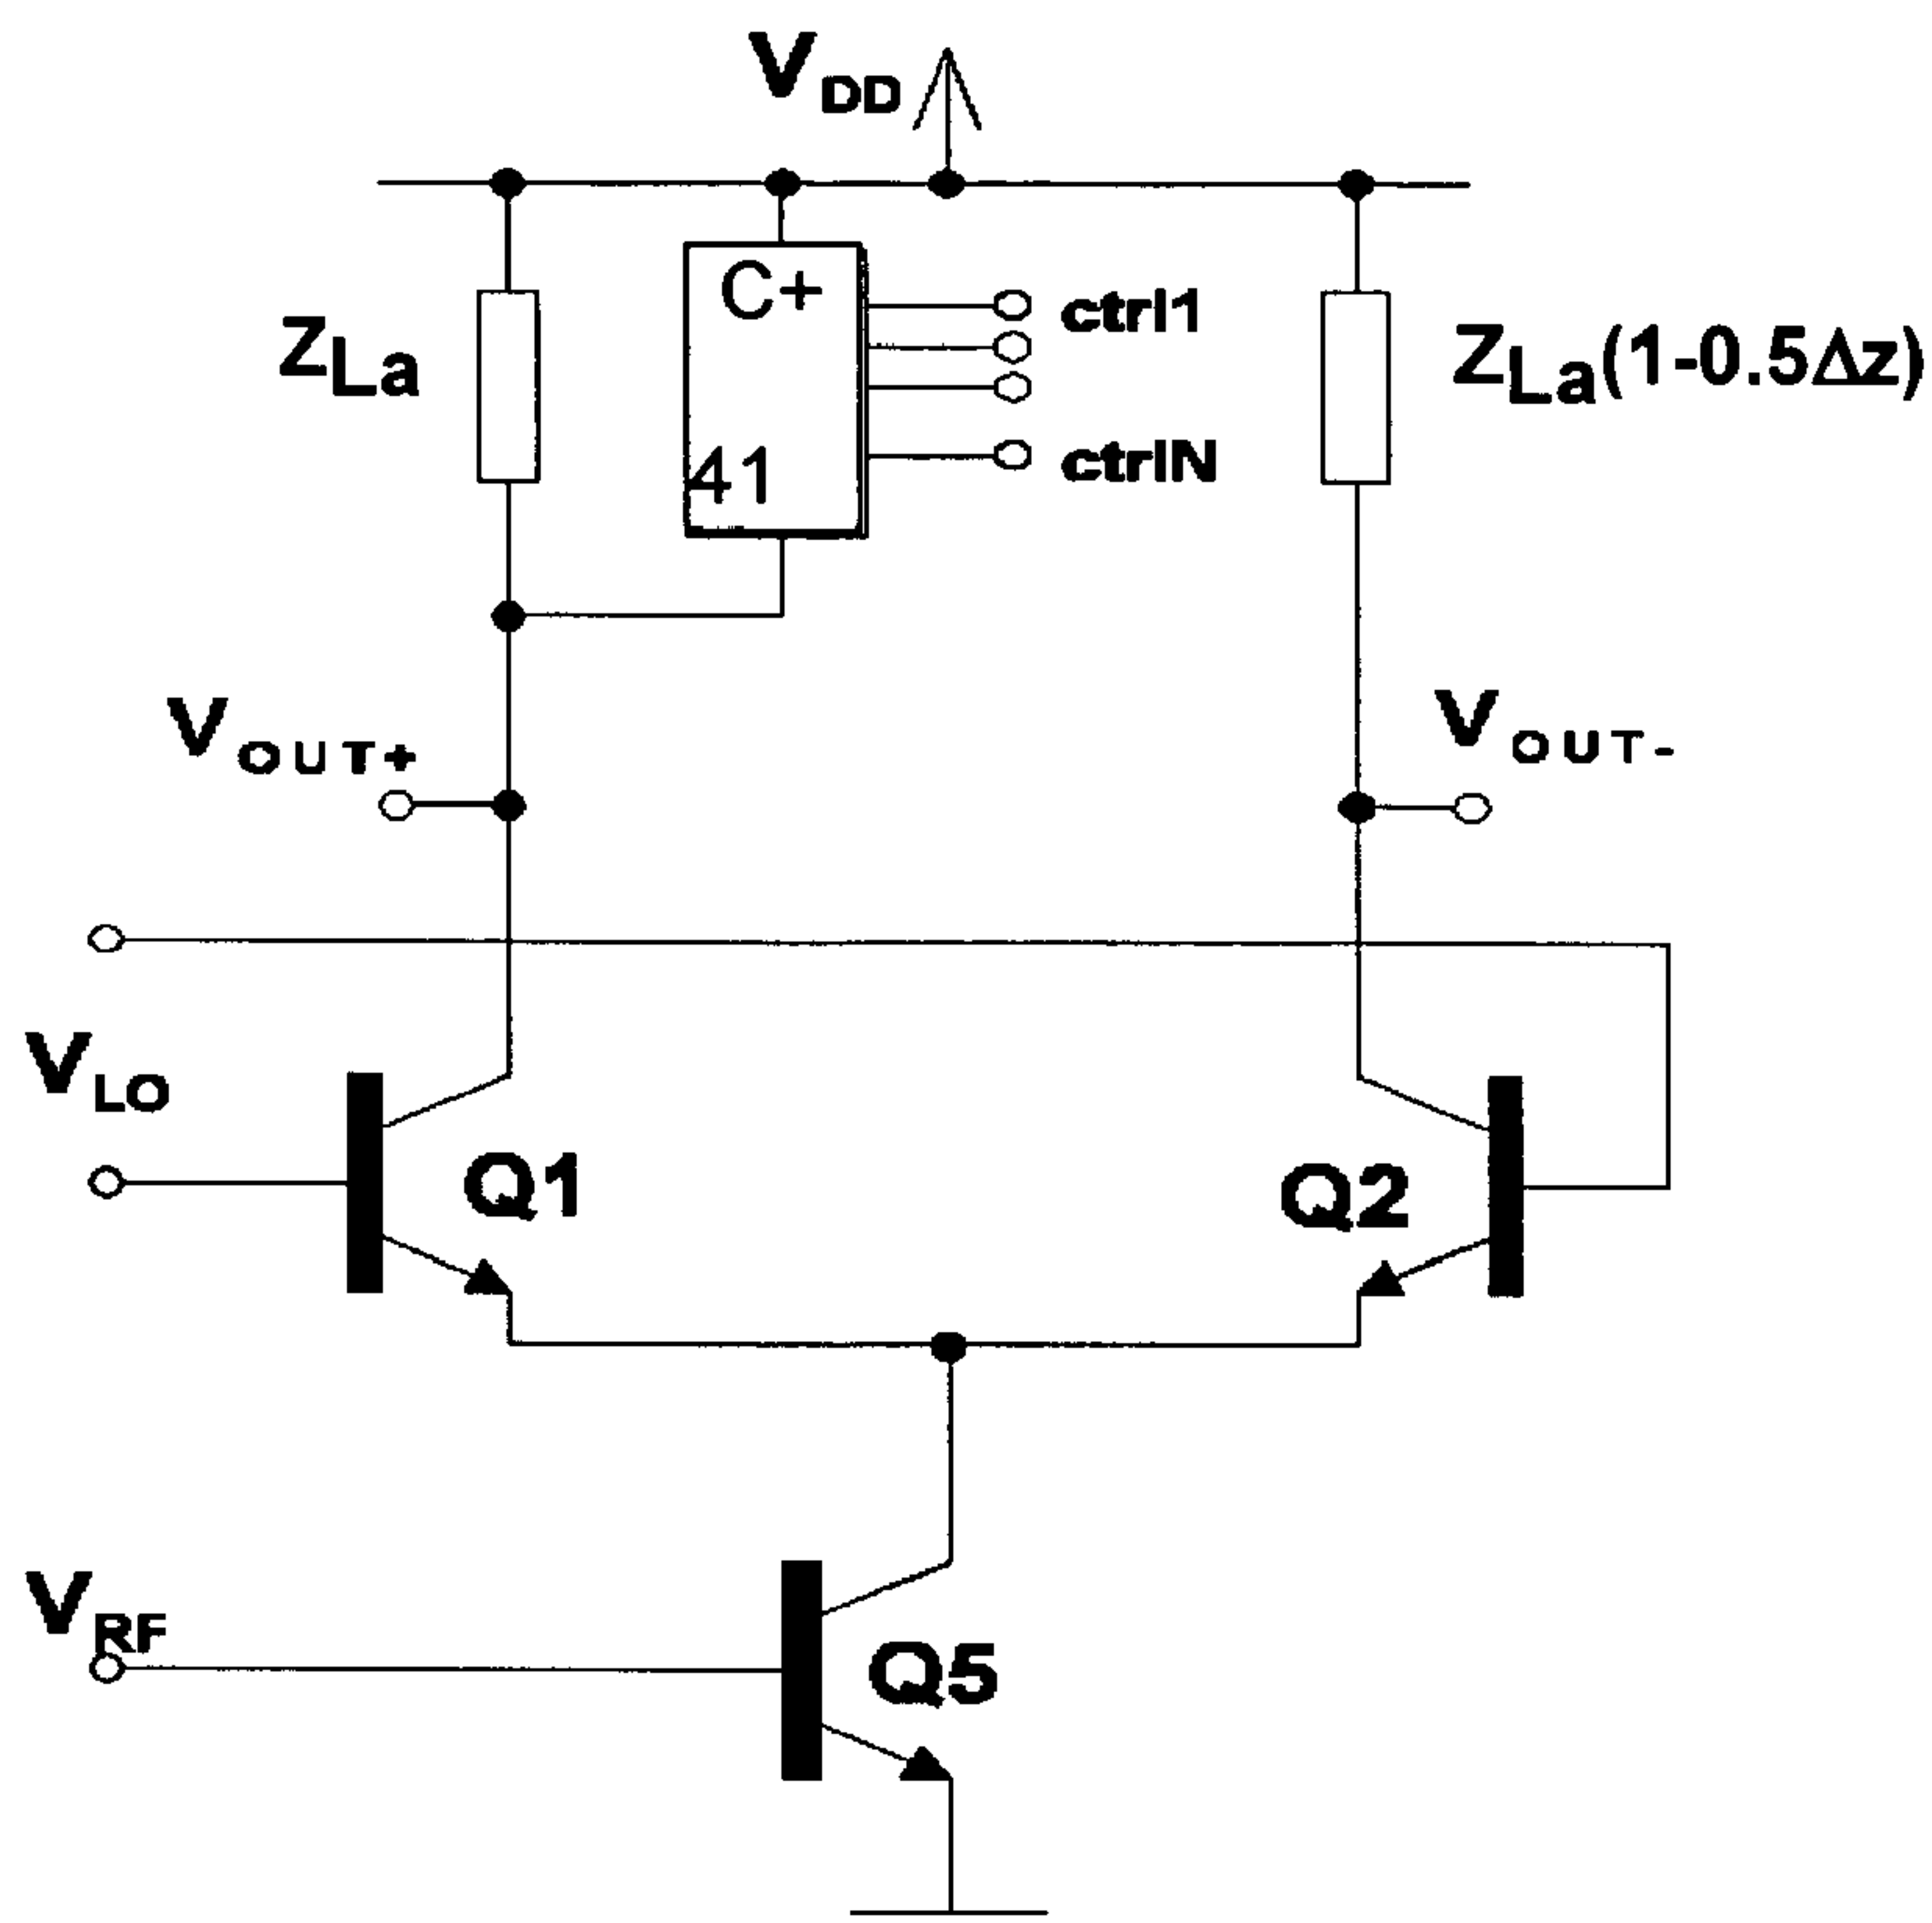 VDD
C+
ctrl1
ZLa
ZLa(1-0.5Δz)
41
ctrlN
VOUT+
VOUT-
VLO
Q1
Q2
VRF
Q5